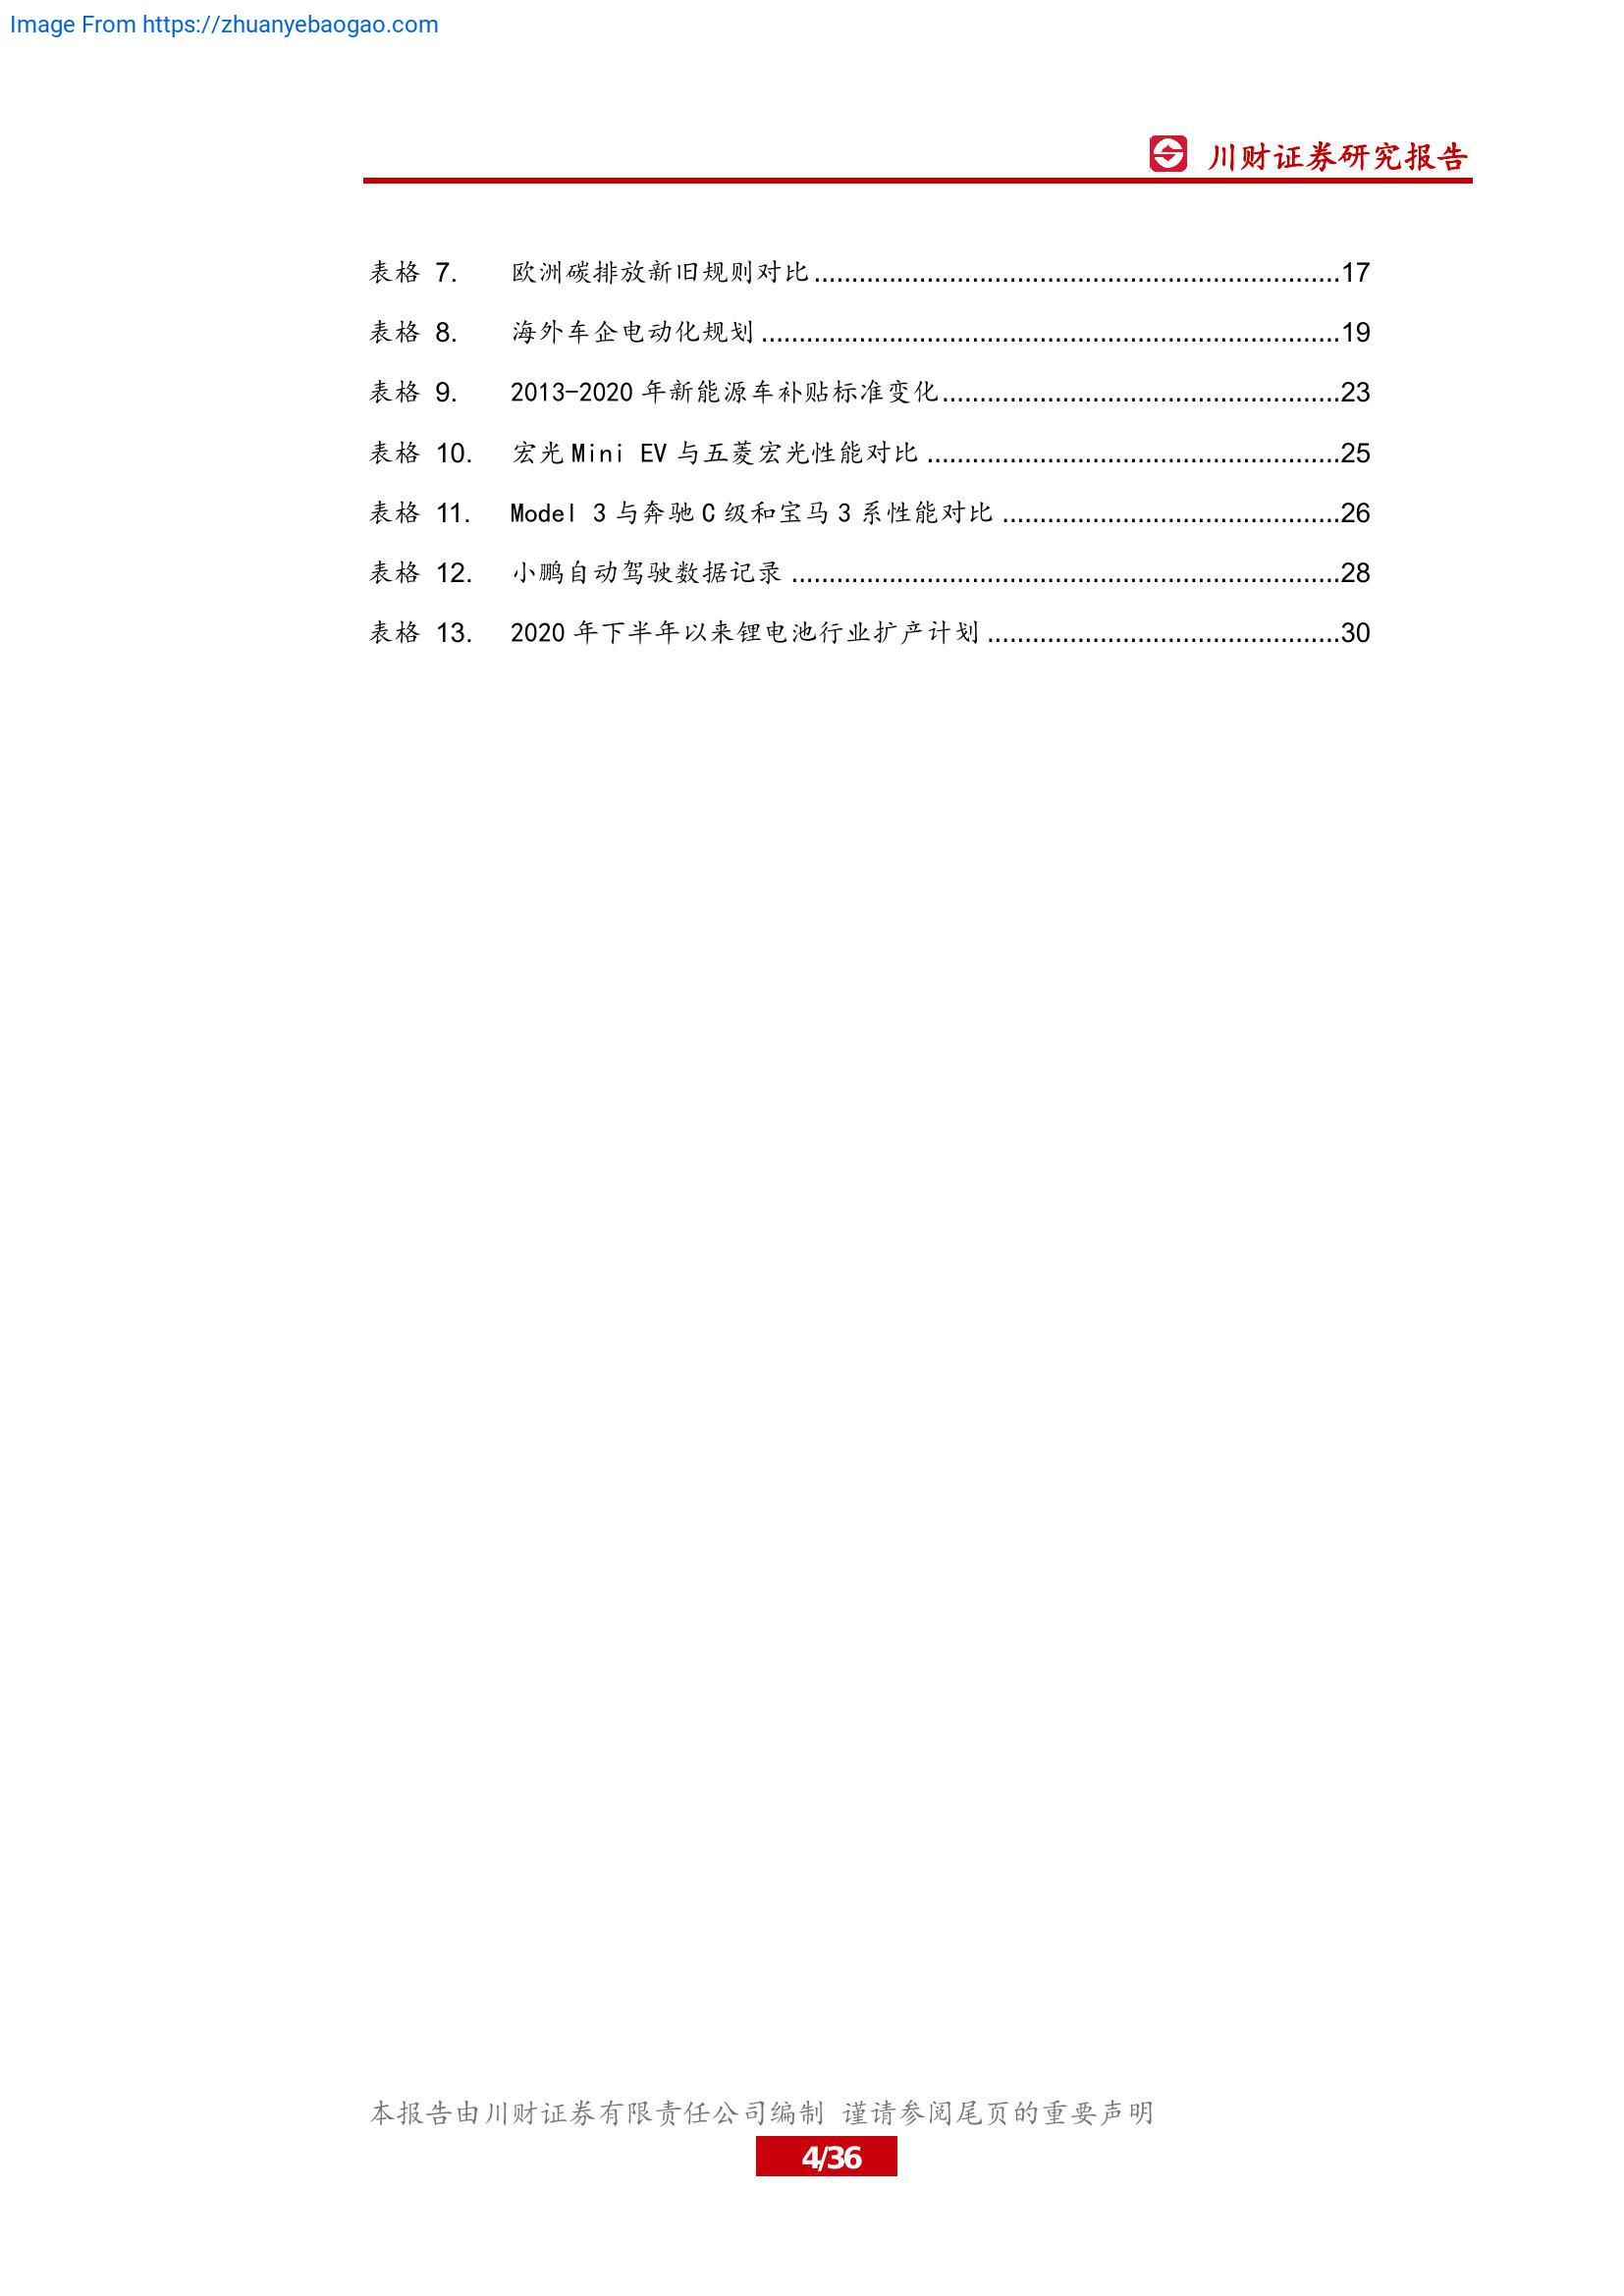 Image From https://zhuanyebaogao.com
川财证券研究报告
表格 7. 欧洲碳排放新旧规则对比......................................................................17
表格 8. 海外车企电动化规划.............................................................................19
表格 9. 2013-2020 年新能源车补贴标准变化.....................................................23
表格 10. 宏光 Mini EV 与五菱宏光性能对比.......................................................25
表格 11. Model 3 与奔驰 C 级和宝马 3 系性能对比.............................................26
表格 12. 小鹏自动驾驶数据记录.........................................................................28
表格 13. 2020 年下半年以来锂电池行业扩产计划...............................................30
本报告由川财证券有限责任公司编制 谨请参阅尾页的重要声明
4/36